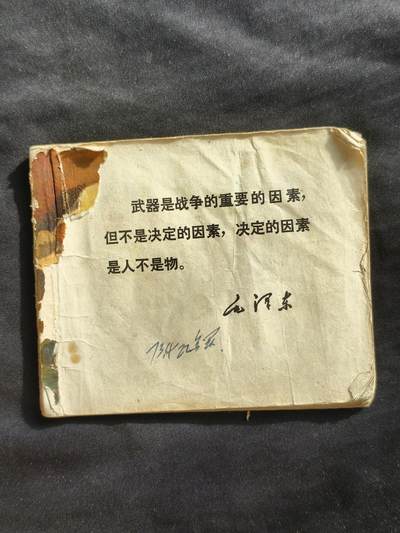 武器是战争的重要的因素,
但不是决定的因素,决定的因素
是人不是物。
毛泽东